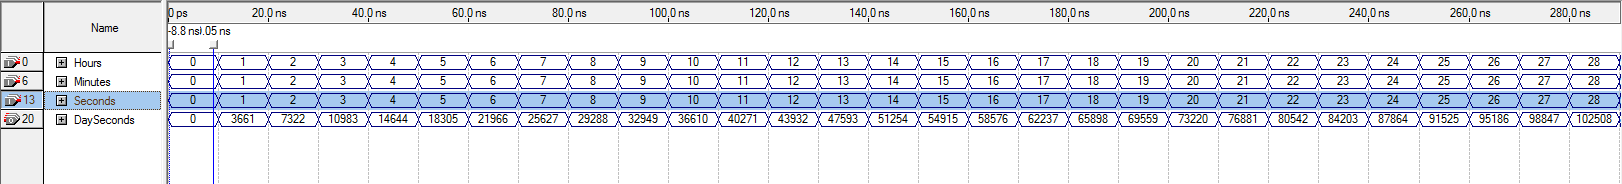 0 ps 20.0 ns 40.0 ns 60.0 ns 80.0 ns 100.0 ns 120.0 ns 140.0 ns 160.0 ns 180.0 ns 200.0 ns 220.0 ns 240.0 ns 260.0 ns 280.0 ns
Name
-8.8 ns 0.05 ns
0 Hours 0 1 2 3 4 5 6 7 8 9 10 11 12 13 14 15 16 17 18 19 20 21 22 23 24 25 26 27 28
6 Minutes 0 1 2 3 4 5 6 7 8 9 10 11 12 13 14 15 16 17 18 19 20 21 22 23 24 25 26 27 28
13 Seconds 0 1 2 3 4 5 6 7 8 9 10 11 12 13 14 15 16 17 18 19 20 21 22 23 24 25 26 27 28
20 DaySeconds 0 3661 7322 10983 14644 18305 21966 25627 29288 32949 36610 40271 43932 47593 51254 54915 58576 62237 65898 69559 73220 76881 80542 84203 87864 91525 95186 98847 102508